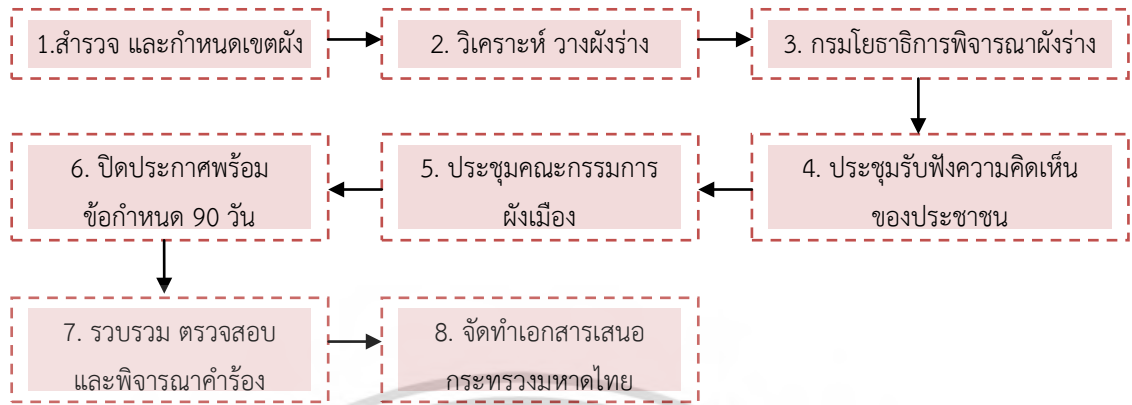 1.สำรวจ และกำหนดเขตผัง
2. วิเคราะห์ วางผังร่าง
3. กรมโยธาธิการพิจารณาผังร่าง
4. ประชุมรับฟังความคิดเห็น
ของประชาชน
5. ประชุมคณะกรรมการ
ผังเมือง
6. ปิดประกาศพร้อม
ข้อกำหนด 90 วัน
7. รวบรวม ตรวจสอบ
และพิจารณาคำร้อง
8. จัดทำเอกสารเสนอ
กระทรวงมหาดไทย